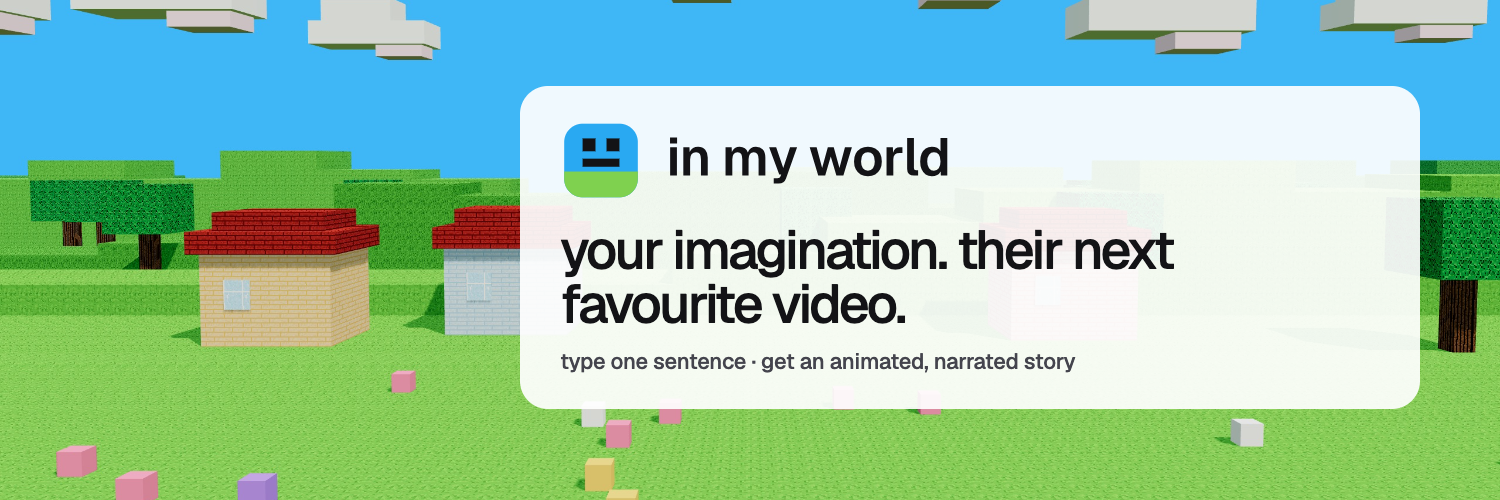 in my world
your imagination. their next
favourite video.
type one sentence · get an animated, narrated story